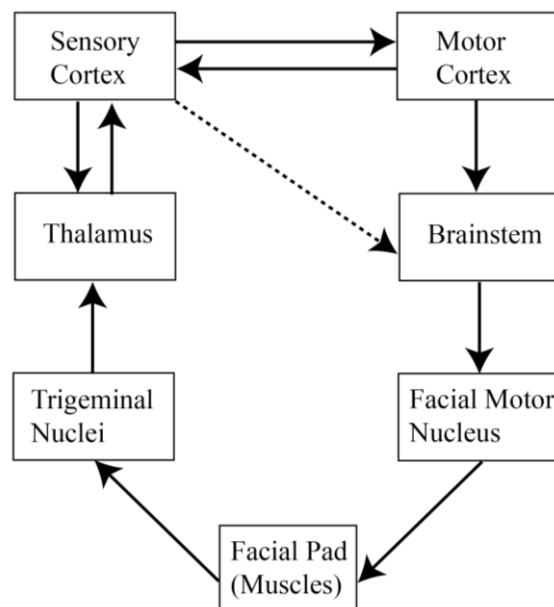 Sensory
Cortex
Motor
Cortex
Thalamus
Brainstem
Trigeminal
Nuclei
Facial Motor
Nucleus
Facial Pad
(Muscles)